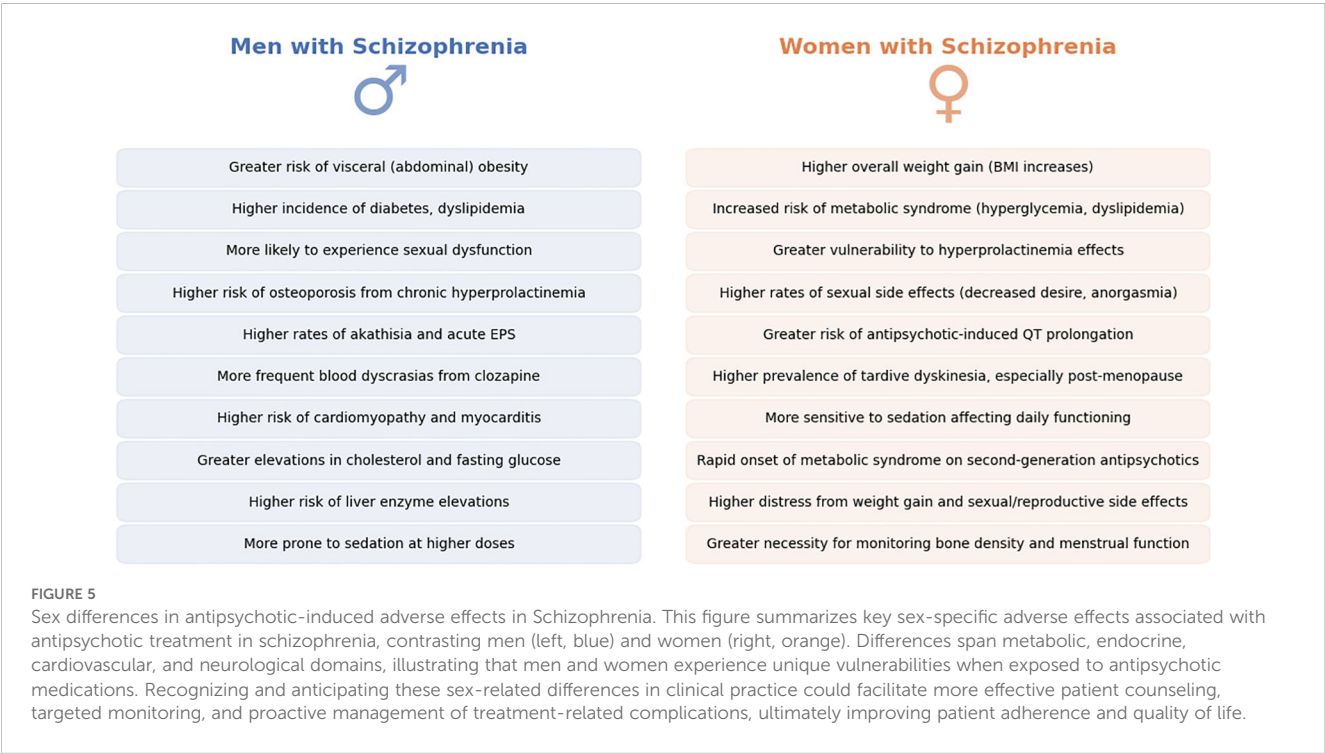 Men with Schizophrenia
Greater risk of visceral (abdominal) obesity
Higher incidence of diabetes, dyslipidemia
More likely to experience sexual dysfunction
Higher risk of osteoporosis from chronic hyperprolactinemia
Higher rates of akathisia and acute EPS
More frequent blood dyscrasias from clozapine
Higher risk of cardiomyopathy and myocarditis
Greater elevations in cholesterol and fasting glucose
Higher risk of liver enzyme elevations
More prone to sedation at higher doses
Women with Schizophrenia
Higher overall weight gain (BMI increases)
Increased risk of metabolic syndrome (hyperglycemia, dyslipidemia)
Greater vulnerability to hyperprolactinemia effects
Higher rates of sexual side effects (decreased desire, anorgasmia)
Greater risk of antipsychotic-induced QT prolongation
Higher prevalence of tardive dyskinesia, especially post-menopause
More sensitive to sedation affecting daily functioning
Rapid onset of metabolic syndrome on second-generation antipsychotics
Higher distress from weight gain and sexual/reproductive side effects
Greater necessity for monitoring bone density and menstrual function
FIGURE 5
Sex differences in antipsychotic-induced adverse effects in Schizophrenia. This figure summarizes key sex-specific adverse effects associated with
antipsychotic treatment in schizophrenia, contrasting men (left, blue) and women (right, orange). Differences span metabolic, endocrine,
cardiovascular, and neurological domains, illustrating that men and women experience unique vulnerabilities when exposed to antipsychotic
medications. Recognizing and anticipating these sex-related differences in clinical practice could facilitate more effective patient counseling,
targeted monitoring, and proactive management of treatment-related complications, ultimately improving patient adherence and quality of life.